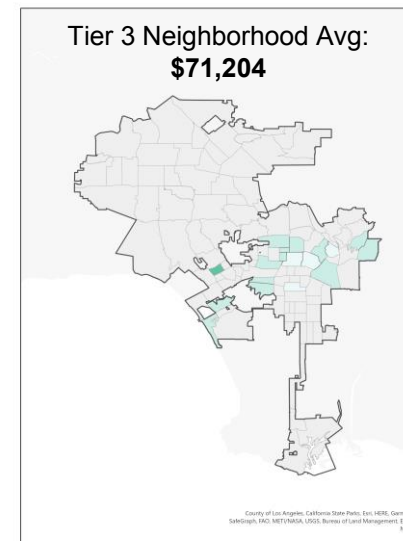 Tier 3 Neighborhood Avg:
$71,204
County of Los Angeles, California State Parks, Esri, HERE, Garm
SafeGraph, FAO, METI/NASA, USGS, Bureau of Land Management, E